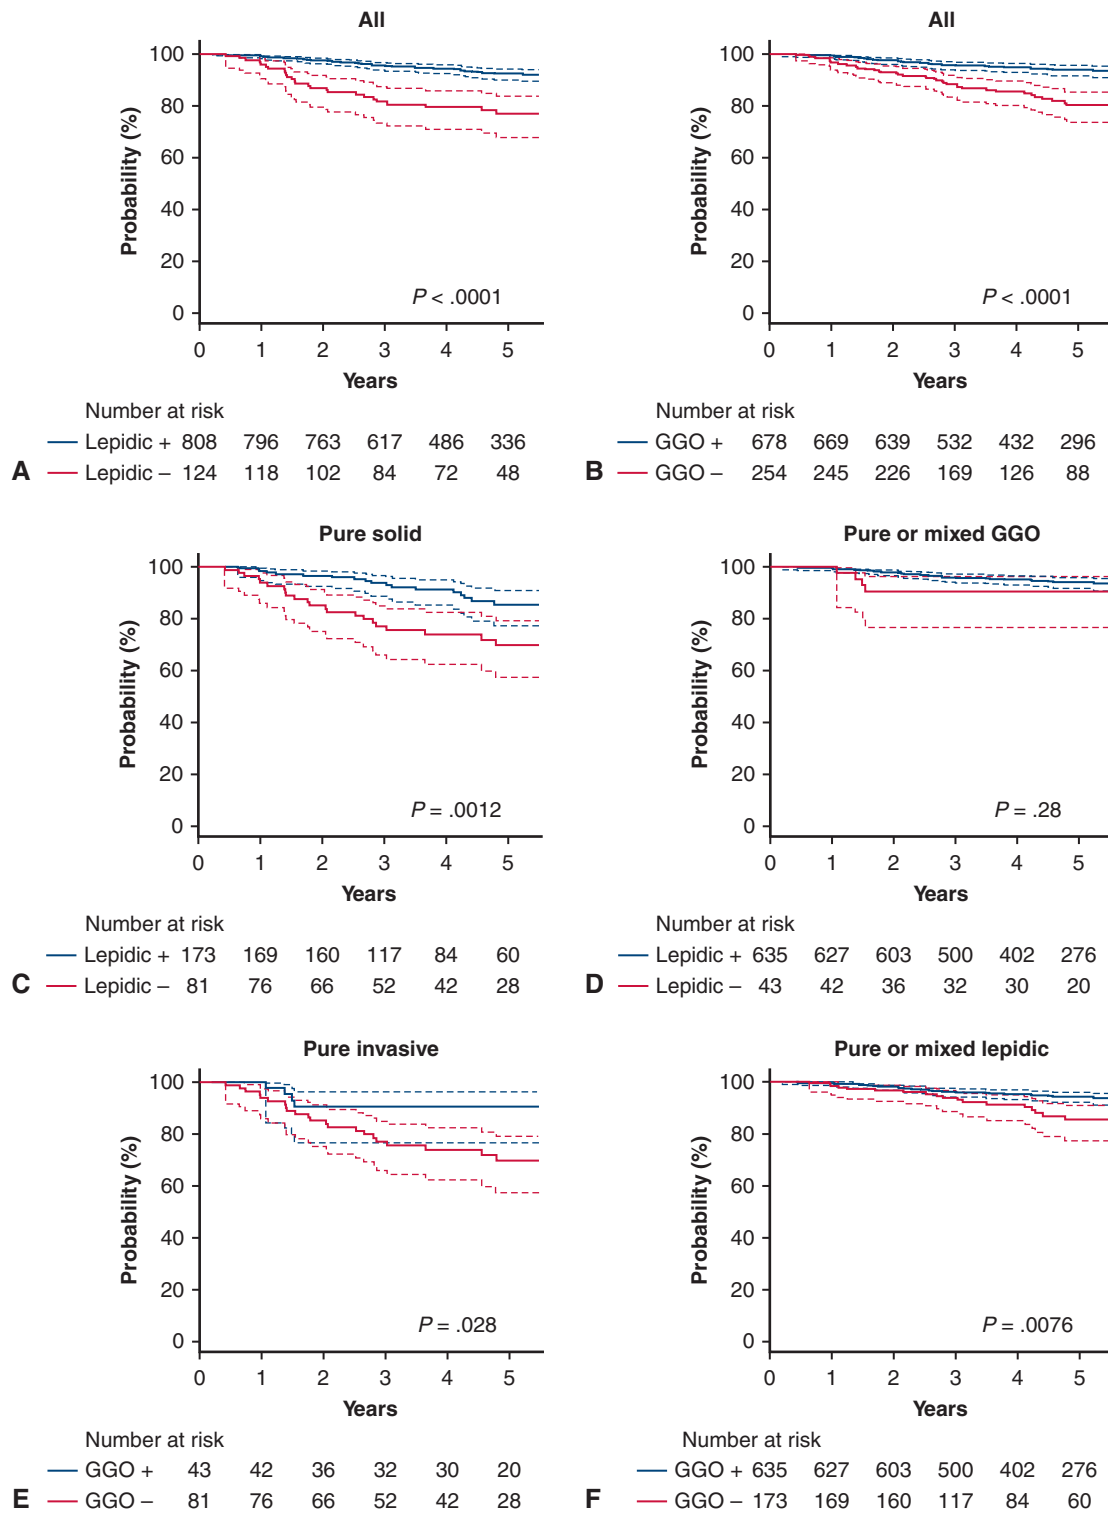 All
Probability (%)
100
80
60
40
20
0
P < .0001
0 1 2 3 4 5
Years
Number at risk
Lepidic + 808 796 763 617 486 336
Lepidic – 124 118 102 84 72 48
A
All
Probability (%)
100
80
60
40
20
0
P < .0001
0 1 2 3 4 5
Years
Number at risk
GGO + 678 669 639 532 432 296
GGO – 254 245 226 169 126 88
B
Pure solid
Probability (%)
100
80
60
40
20
0
P = .0012
0 1 2 3 4 5
Years
Number at risk
Lepidic + 173 169 160 117 84 60
Lepidic – 81 76 66 52 42 28
C
Pure or mixed GGO
Probability (%)
100
80
60
40
20
0
P = .28
0 1 2 3 4 5
Years
Number at risk
Lepidic + 635 627 603 500 402 276
Lepidic – 43 42 36 32 30 20
D
Pure invasive
Probability (%)
100
80
60
40
20
0
P = .028
0 1 2 3 4 5
Years
Number at risk
GGO + 43 42 36 32 30 20
GGO – 81 76 66 52 42 28
E
Pure or mixed lepidic
Probability (%)
100
80
60
40
20
0
P = .0076
0 1 2 3 4 5
Years
Number at risk
GGO + 635 627 603 500 402 276
GGO – 173 169 160 117 84 60
F